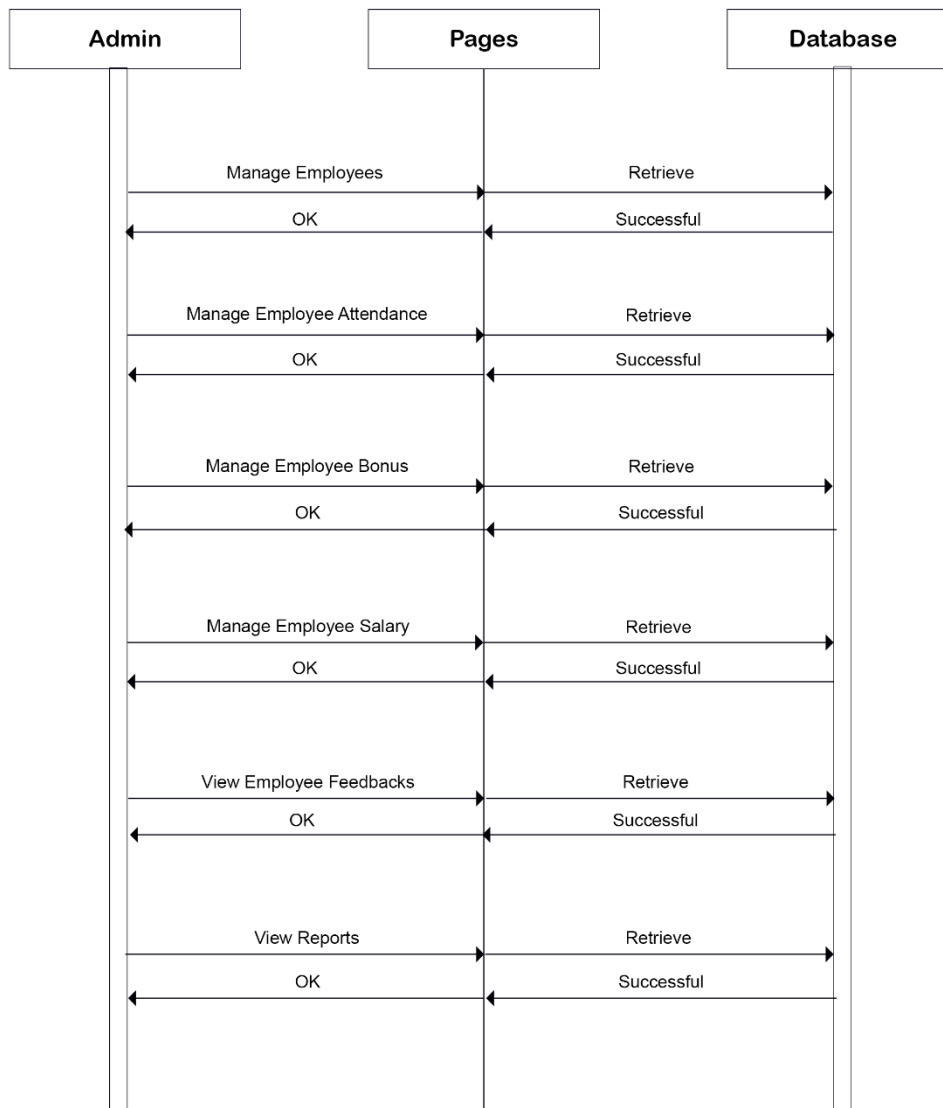 Admin
Pages
Database
Manage Employees
Retrieve
OK
Successful
Manage Employee Attendance
Retrieve
OK
Successful
Manage Employee Bonus
Retrieve
OK
Successful
Manage Employee Salary
Retrieve
OK
Successful
View Employee Feedbacks
Retrieve
OK
Successful
View Reports
Retrieve
OK
Successful